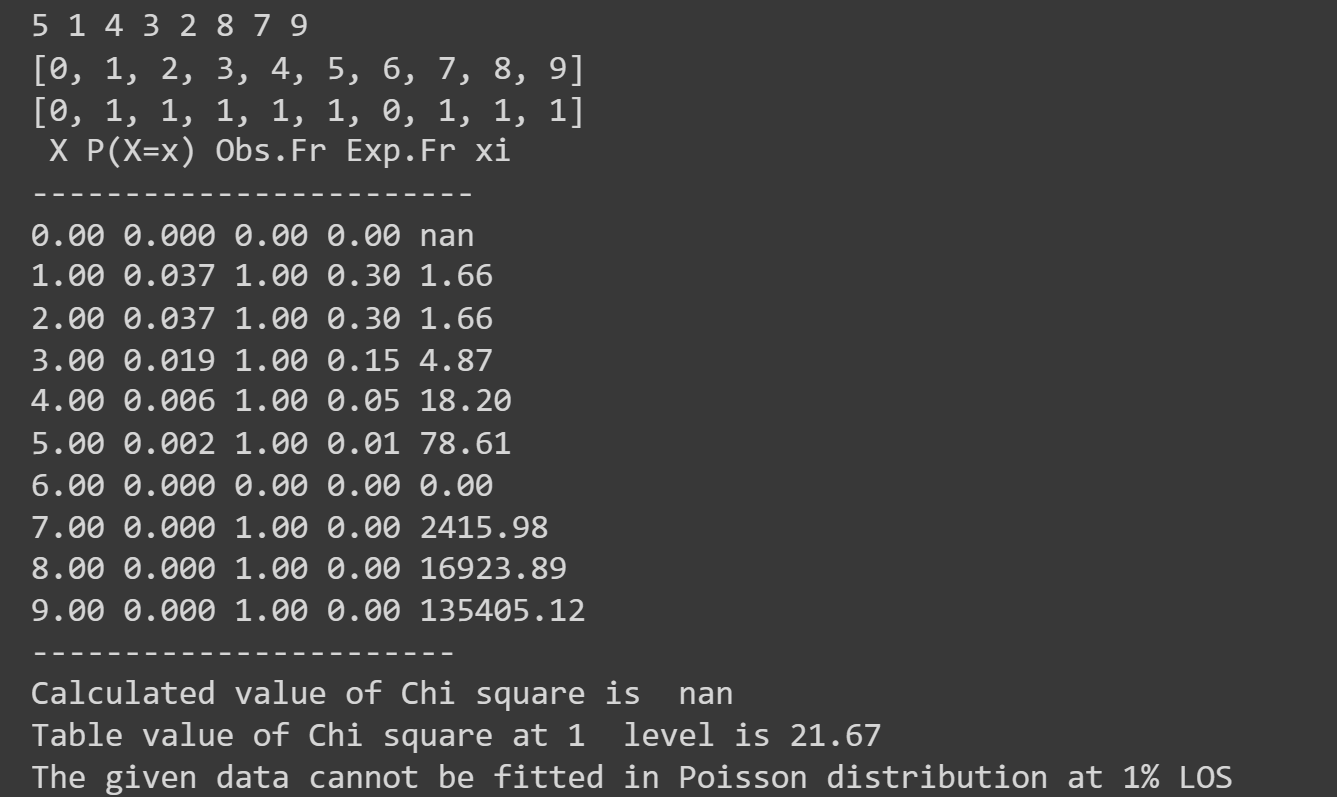 5 1 4 3 2 8 7 9
[0, 1, 2, 3, 4, 5, 6, 7, 8, 9]
[0, 1, 1, 1, 1, 1, 0, 1, 1, 1]
 X P(X=x) Obs.Fr Exp.Fr xi
------------------------
0.00 0.000 0.00 0.00 nan
1.00 0.037 1.00 0.30 1.66
2.00 0.037 1.00 0.30 1.66
3.00 0.019 1.00 0.15 4.87
4.00 0.006 1.00 0.05 18.20
5.00 0.002 1.00 0.01 78.61
6.00 0.000 0.00 0.00 0.00
7.00 0.000 1.00 0.00 2415.98
8.00 0.000 1.00 0.00 16923.89
9.00 0.000 1.00 0.00 135405.12
-----------------------
Calculated value of Chi square is  nan
Table value of Chi square at 1  level is 21.67
The given data cannot be fitted in Poisson distribution at 1% LOS